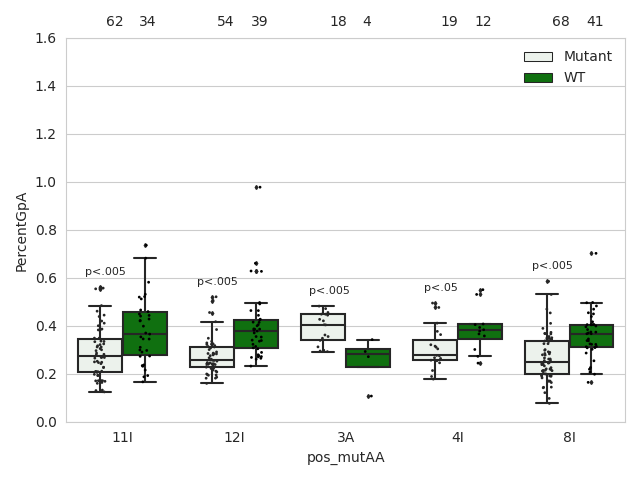 62 34 54 39 18 4 19 12 68 41
1.6
Mutant
WT
1.4
1.2
1.0
0.8
0.6
0.4
0.2
0.0
PercentGpA
p<.005
p<.005
p<.005
p<.05
p<.005
11I 12I 3A 4I 8I
pos_mutAA